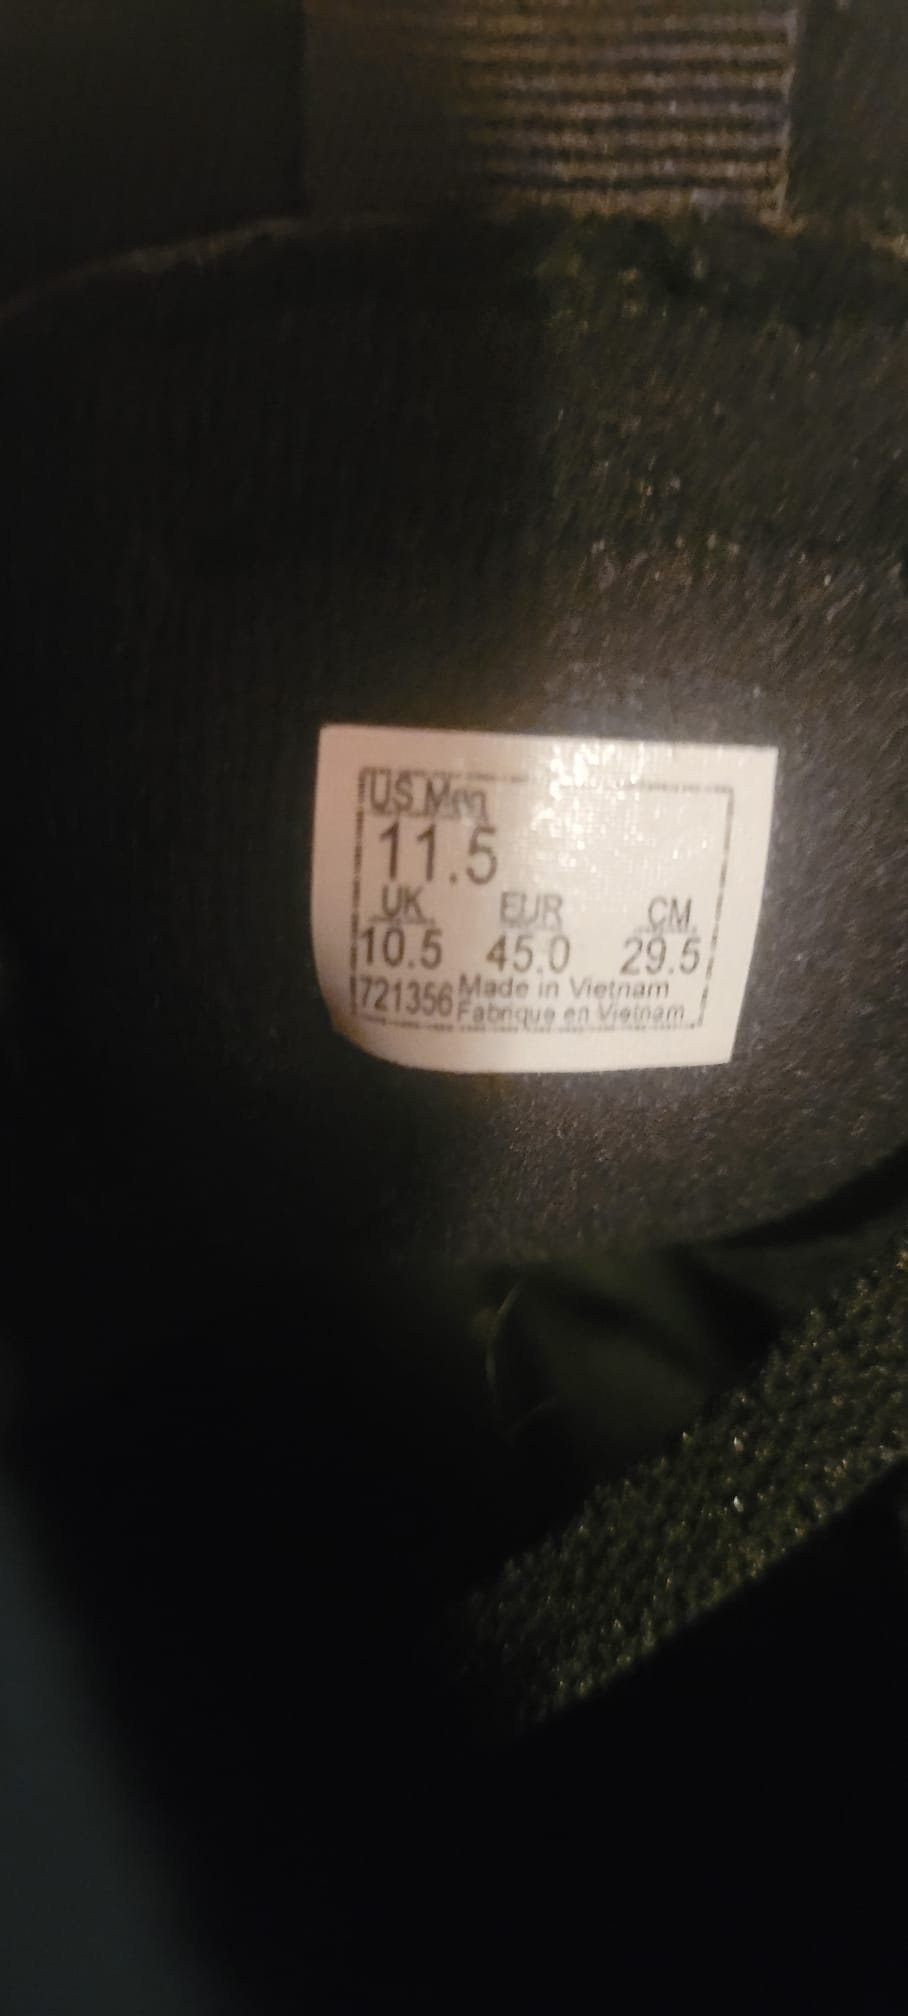 US Men
11.5
UK EUR CM
10.5 45.0 29.5
721356 Made in Vietnam
Fabrique en Vietnam